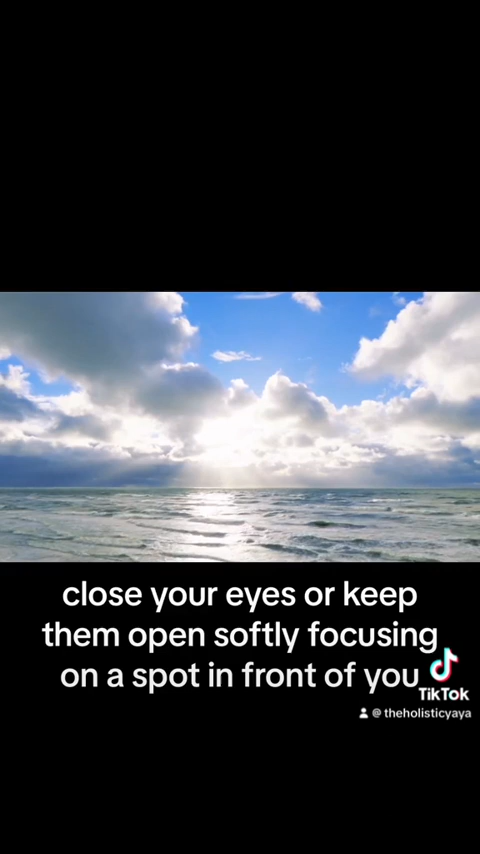 close your eyes or keep
them open softly focusing
on a spot in front of you
TikTok
@ theholisticyaya